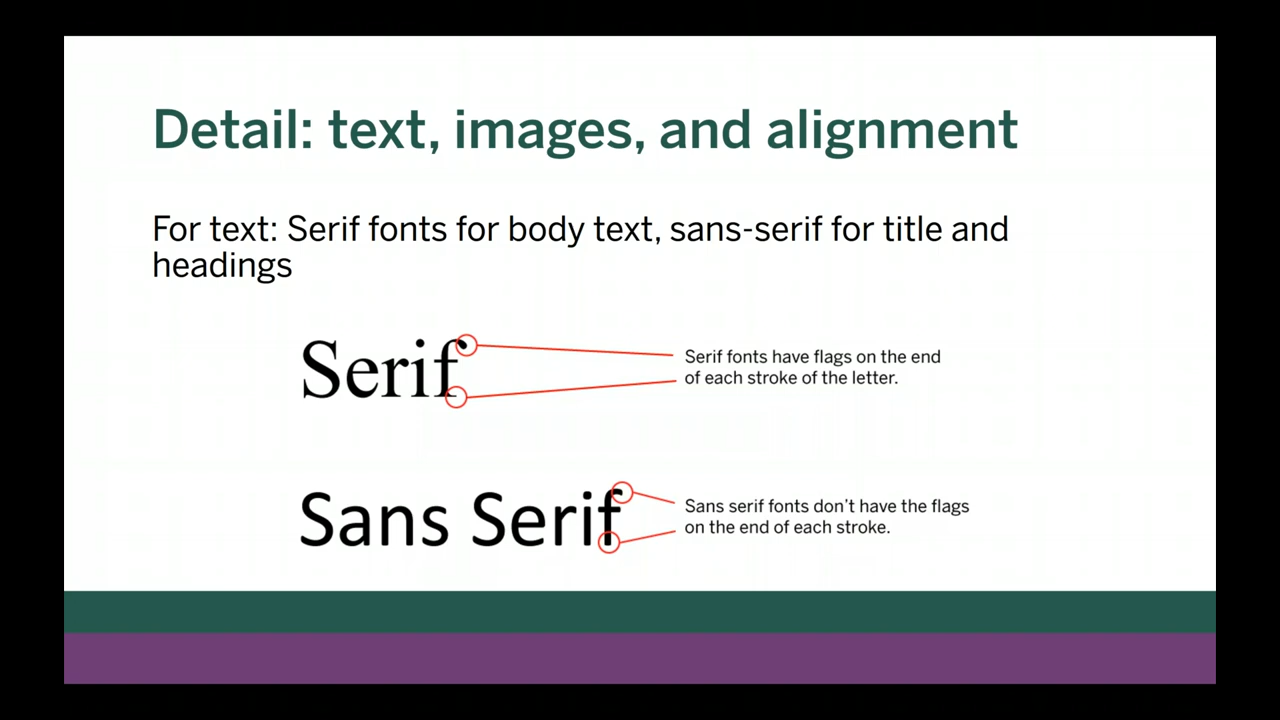 Detail: text, images, and alignment
For text: Serif fonts for body text, sans-serif for title and
headings
Serif
Serif fonts have flags on the end
of each stroke of the letter.
Sans Serif
Sans serif fonts don't have the flags
on the end of each stroke.